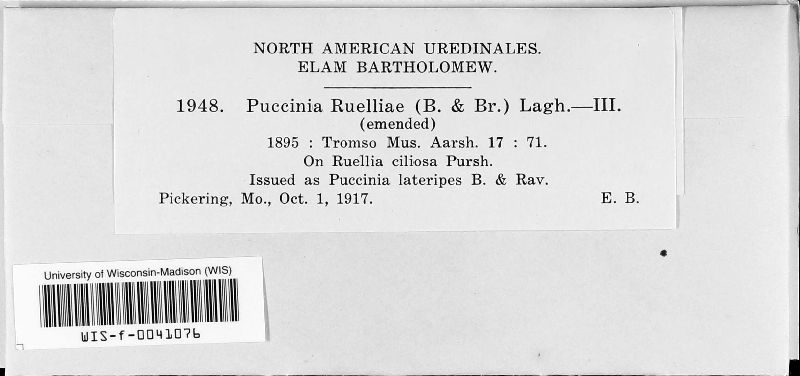 NORTH AMERICAN UREDINALES.
ELAM BARTHOLOMEW.
1948. Puccinia Ruelliae (B. & Br.) Lagh.—III.
(emended)
1895 : Tromso Mus. Aarsh. 17 : 71.
On Ruellia ciliosa Pursh.
Issued as Puccinia lateripes B. & Rav.
Pickering, Mo., Oct. 1, 1917. E. B.
University of Wisconsin-Madison (WIS)
WIS-f-0041076